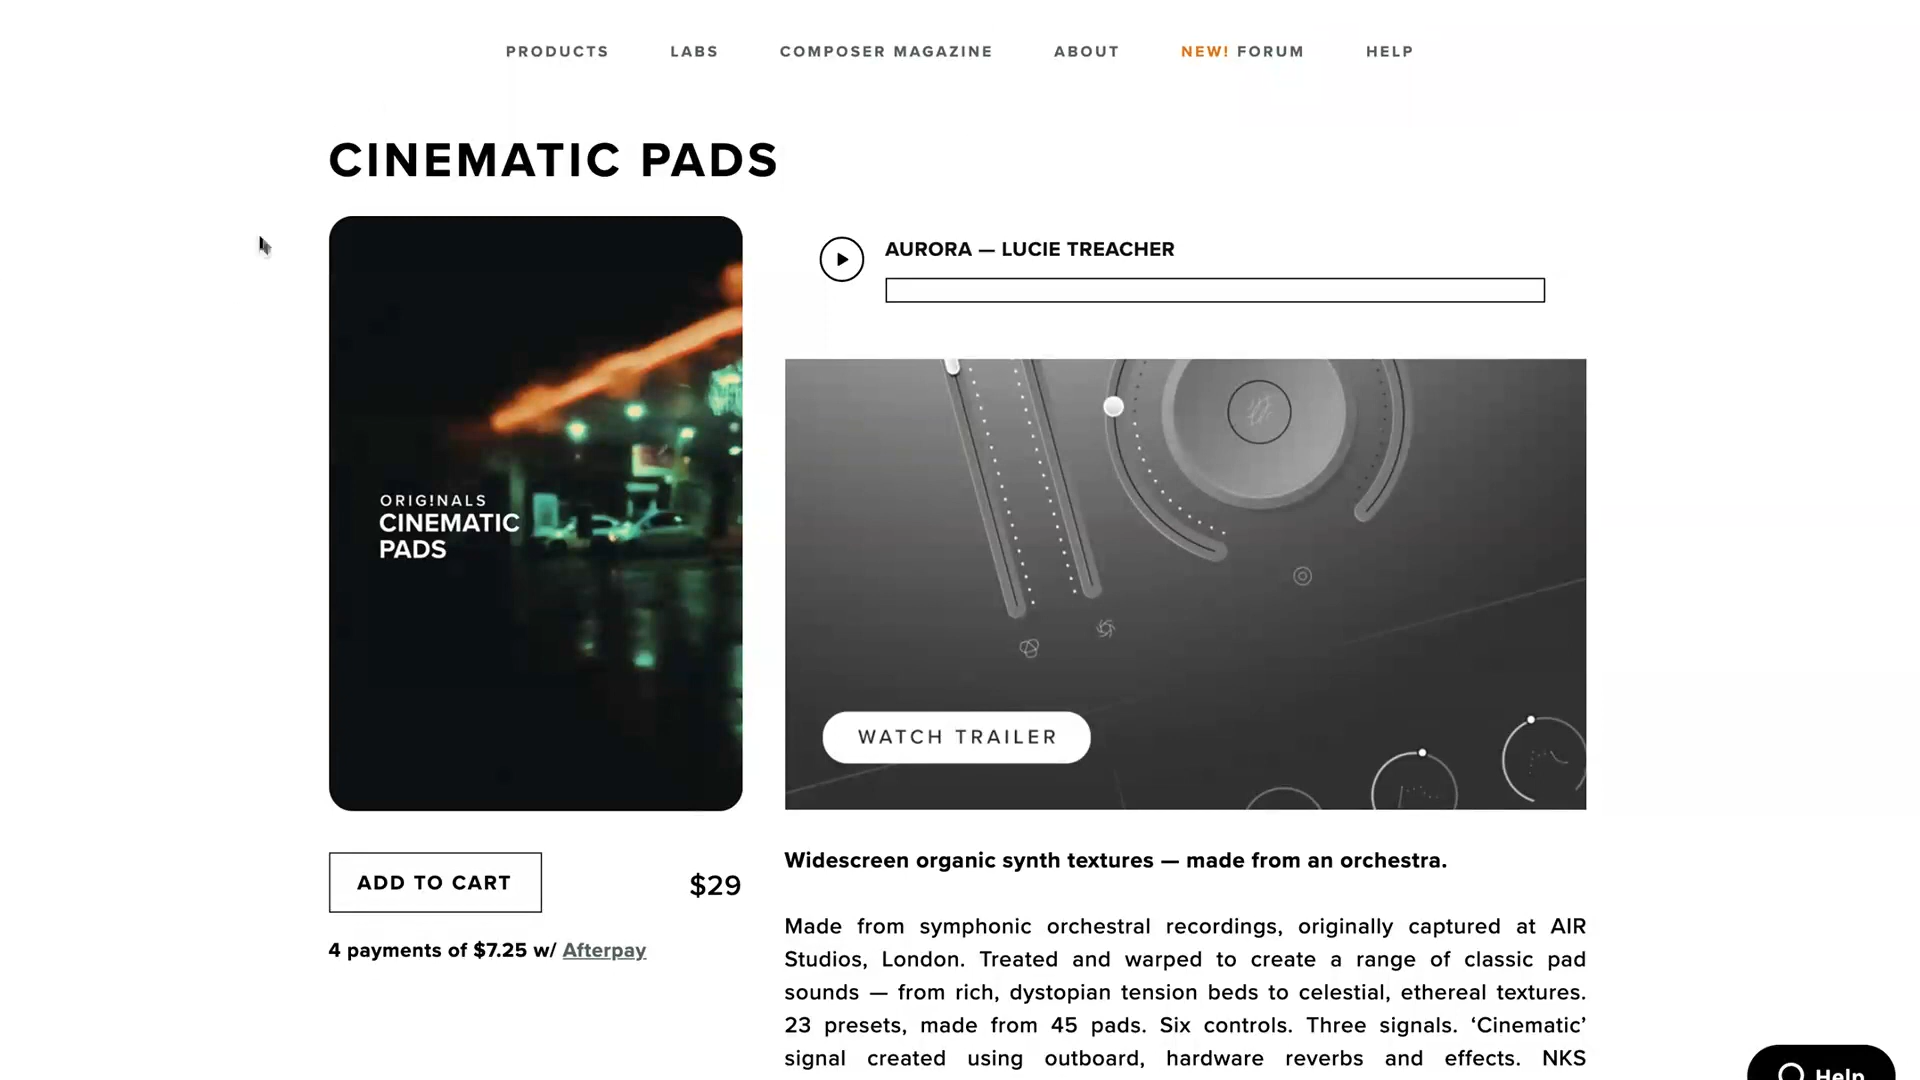 PRODUCTS LABS COMPOSER MAGAZINE ABOUT NEW! FORUM HELP
CINEMATIC PADS
AURORA — LUCIE TREACHER
ORIG!NALS
CINEMATIC
PADS
WATCH TRAILER
ADD TO CART $29
4 payments of $7.25 w/ Afterpay
Widescreen organic synth textures — made from an orchestra.
Made from symphonic orchestral recordings, originally captured at AIR
Studios, London. Treated and warped to create a range of classic pad
sounds — from rich, dystopian tension beds to celestial, ethereal textures.
23 presets, made from 45 pads. Six controls. Three signals. ‘Cinematic’
signal created using outboard, hardware reverbs and effects. NKS
Help